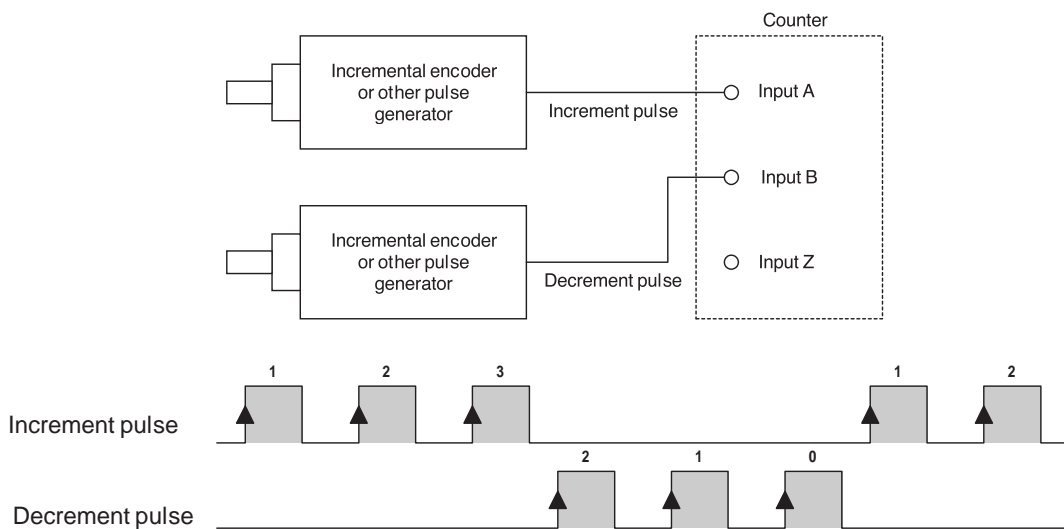 Counter
Incremental encoder
or other pulse
generator
Increment pulse
Input A
Input B
Incremental encoder
or other pulse
generator
Decrement pulse
Input Z
1 2 3 1 2
Increment pulse
2 1 0
Decrement pulse